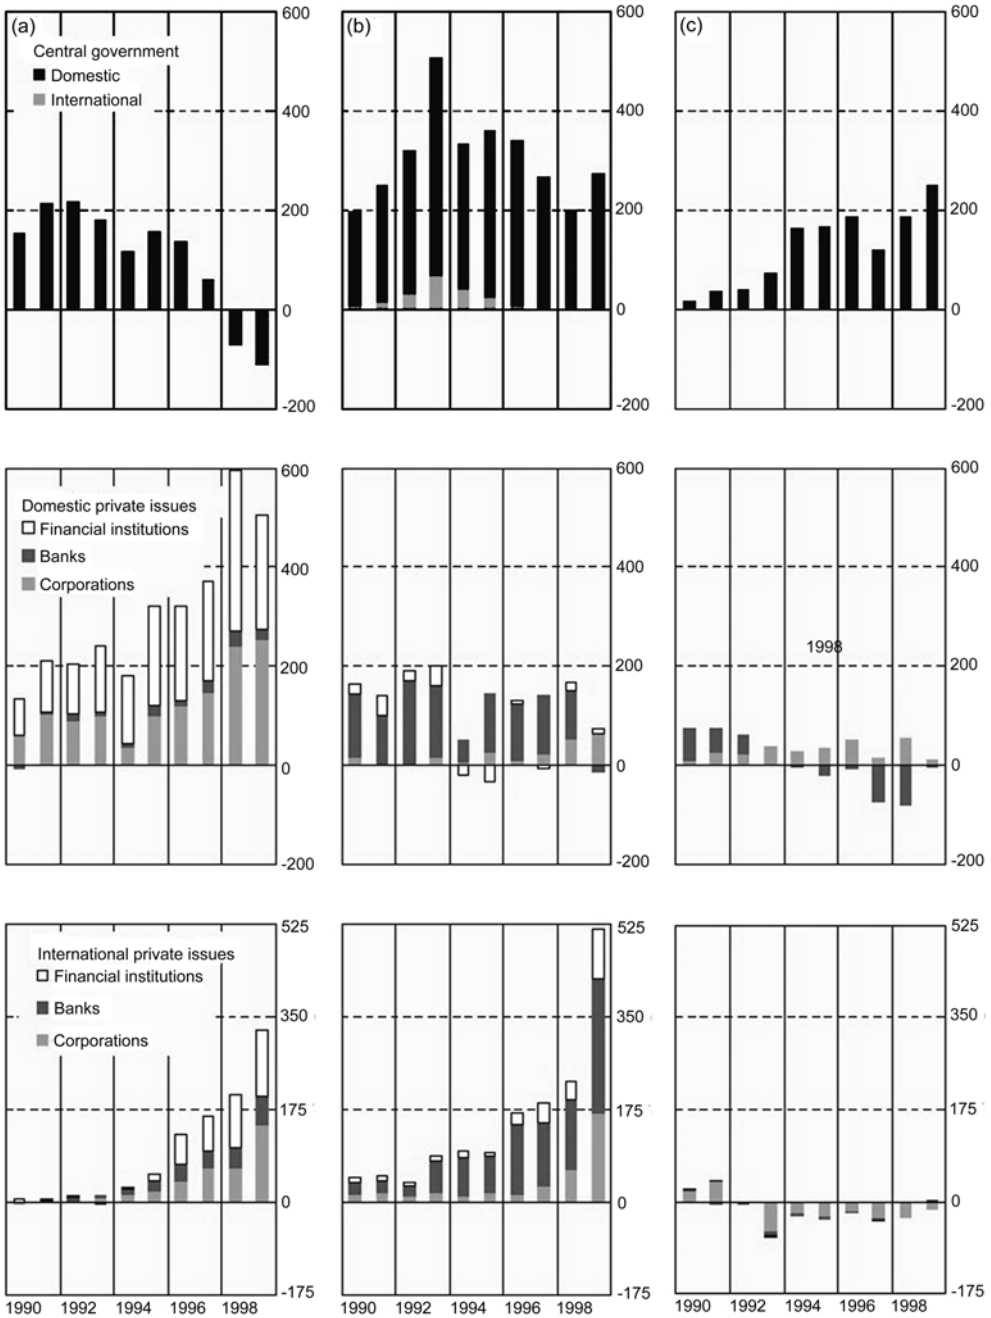 (a)
Central government
Domestic
International
600
400
200
0
-200
(b)
600
400
200
0
-200
(c)
600
400
200
0
-200
Domestic private issues
Financial institutions
Banks
Corporations
600
400
200
0
-200
600
400
200
0
-200
1998
600
400
200
0
-200
International private issues
Financial institutions
Banks
Corporations
525
350
175
0
-175
525
350
175
0
-175
525
350
175
0
-175
1990 1992 1994 1996 1998
1990 1992 1994 1996 1998
1990 1992 1994 1996 1998